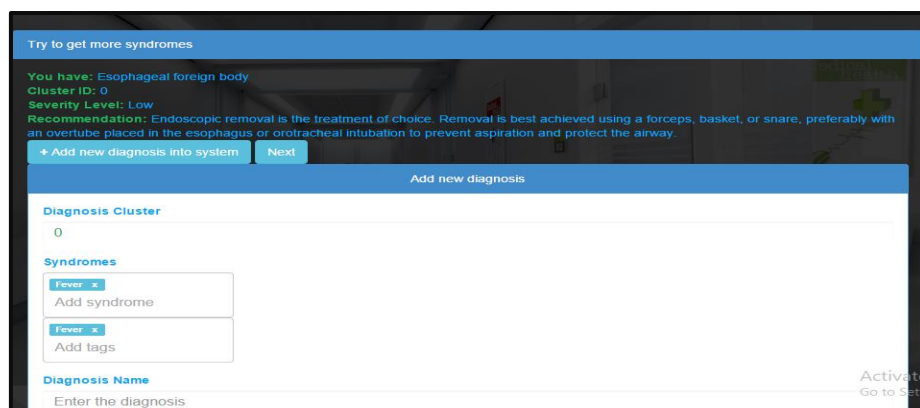 Try to get more syndromes
You have: Esophageal foreign body
Cluster ID: 0
Severity Level: Low
Recommendation: Endoscopic removal is the treatment of choice. Removal is best achieved using a forceps, basket, or snare, preferably with
an overtube placed in the esophagus or orotracheal intubation to prevent aspiration and protect the airway.
+ Add new diagnosis into system Next
Add new diagnosis
Diagnosis Cluster
0
Syndromes
Fever x
Add syndrome
Fever x
Add tags
Diagnosis Name
Enter the diagnosis
Activate
Go to Set